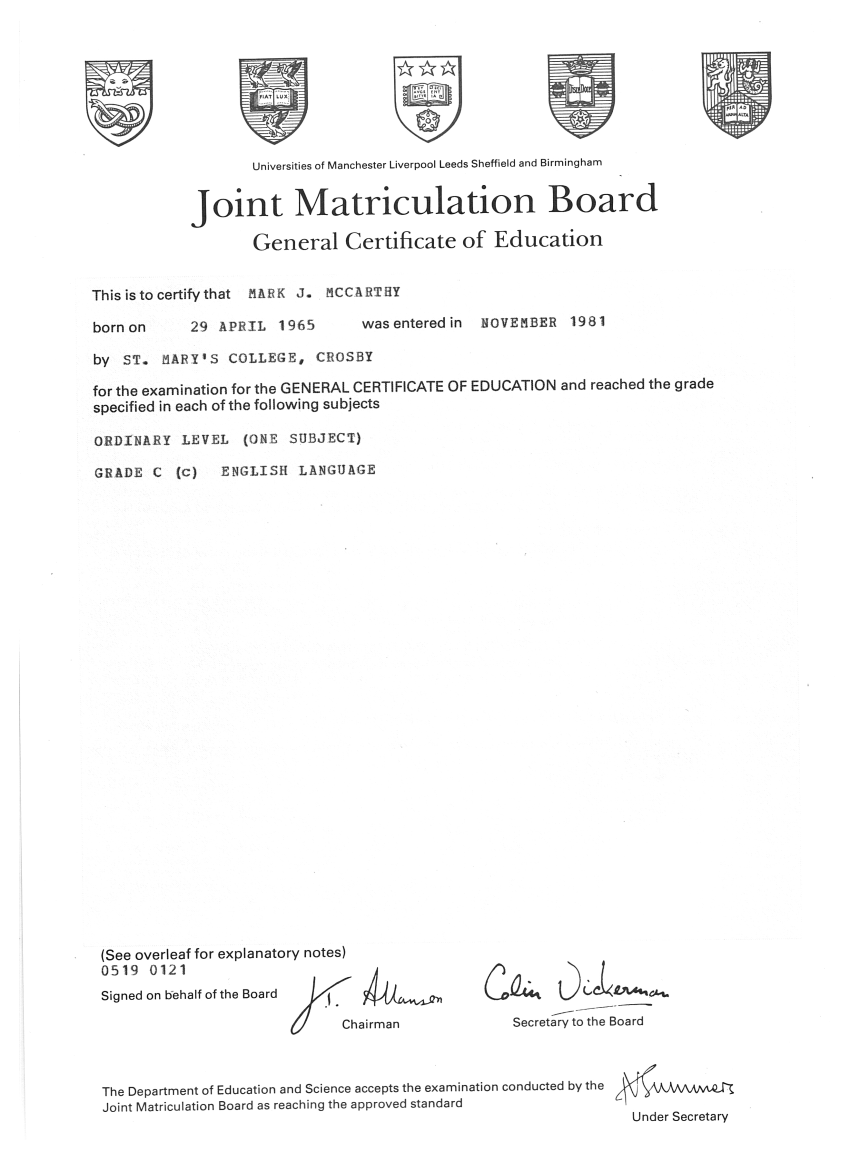 FIAT LUX
Universities of Manchester Liverpool Leeds Sheffield and Birmingham
Joint Matriculation Board
General Certificate of Education
This is to certify that MARK J. MCCARTHY
born on 29 APRIL 1965 was entered in NOVEMBER 1981
by ST. MARY'S COLLEGE, CROSBY
for the examination for the GENERAL CERTIFICATE OF EDUCATION and reached the grade
specified in each of the following subjects
ORDINARY LEVEL (ONE SUBJECT)
GRADE C (c) ENGLISH LANGUAGE
(See overleaf for explanatory notes)
0519 0121
Signed on behalf of the Board
J.T. Allanson
Colin Vickerman
Chairman
Secretary to the Board
The Department of Education and Science accepts the examination conducted by the
Joint Matriculation Board as reaching the approved standard
Summers
Under Secretary